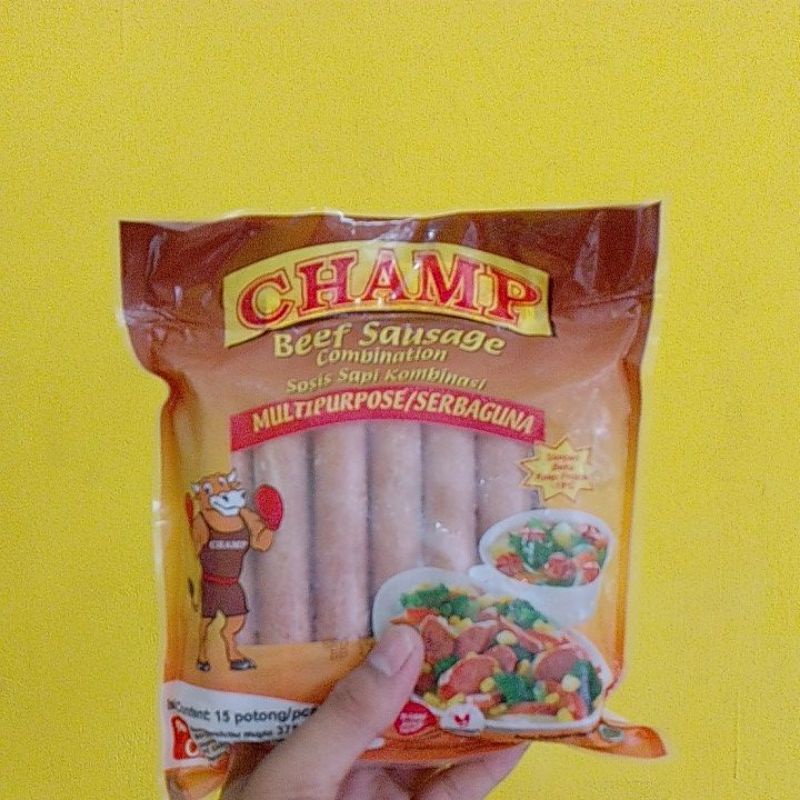 CHAMP
Beef Sausage
Combination
Sosis Sapi Kombinasi
MULTIPURPOSE/SERBAGUNA
CHAMP
Content: 15 potong/pcs